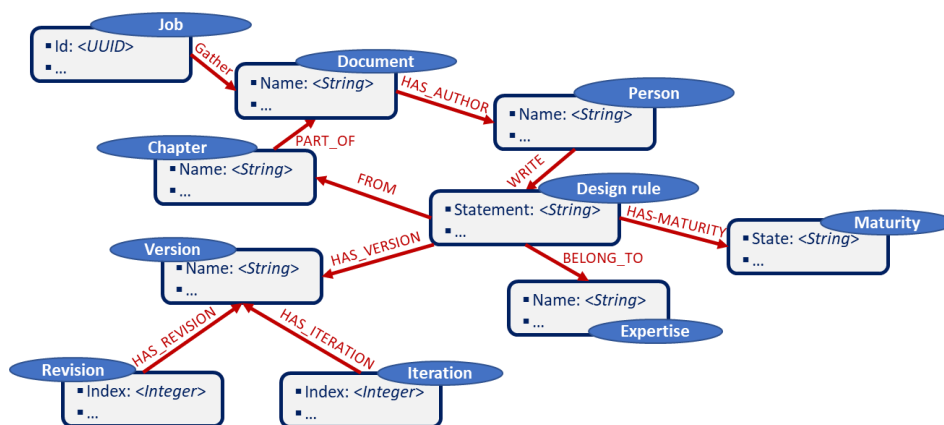 Job
▪ Id: <UUID>
▪ ...
Gather
Document
▪ Name: <String>
▪ ...
HAS_AUTHOR
Person
▪ Name: <String>
▪ ...
Chapter
▪ Name: <String>
▪ ...
PART_OF
WRITE
FROM
Design rule
▪ Statement: <String>
▪ ...
HAS-MATURITY
Maturity
▪ State: <String>
▪ ...
Version
▪ Name: <String>
▪ ...
HAS_VERSION
BELONG_TO
▪ Name: <String>
▪ ...
Expertise
HAS_REVISION
HAS_ITERATION
Revision
▪ Index: <Integer>
▪ ...
Iteration
▪ Index: <Integer>
▪ ...